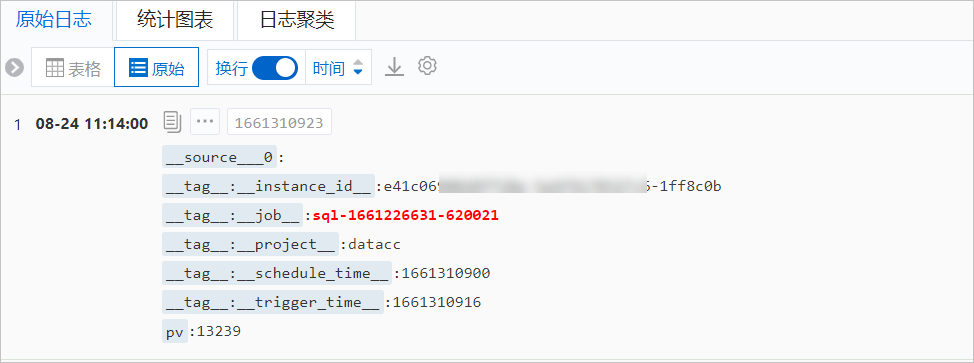 原始日志 统计图表 日志聚类
表格 原始 换行 时间
1 08-24 11:14:00 ··· 1661310923
__source___0:
__tag__:__instance_id__:e41c06 -1ff8c0b
__tag__:__job__:sql-1661226631-620021
__tag__:__project__:datacc
__tag__:__schedule_time__:1661310900
__tag__:__trigger_time__:1661310916
pv:13239